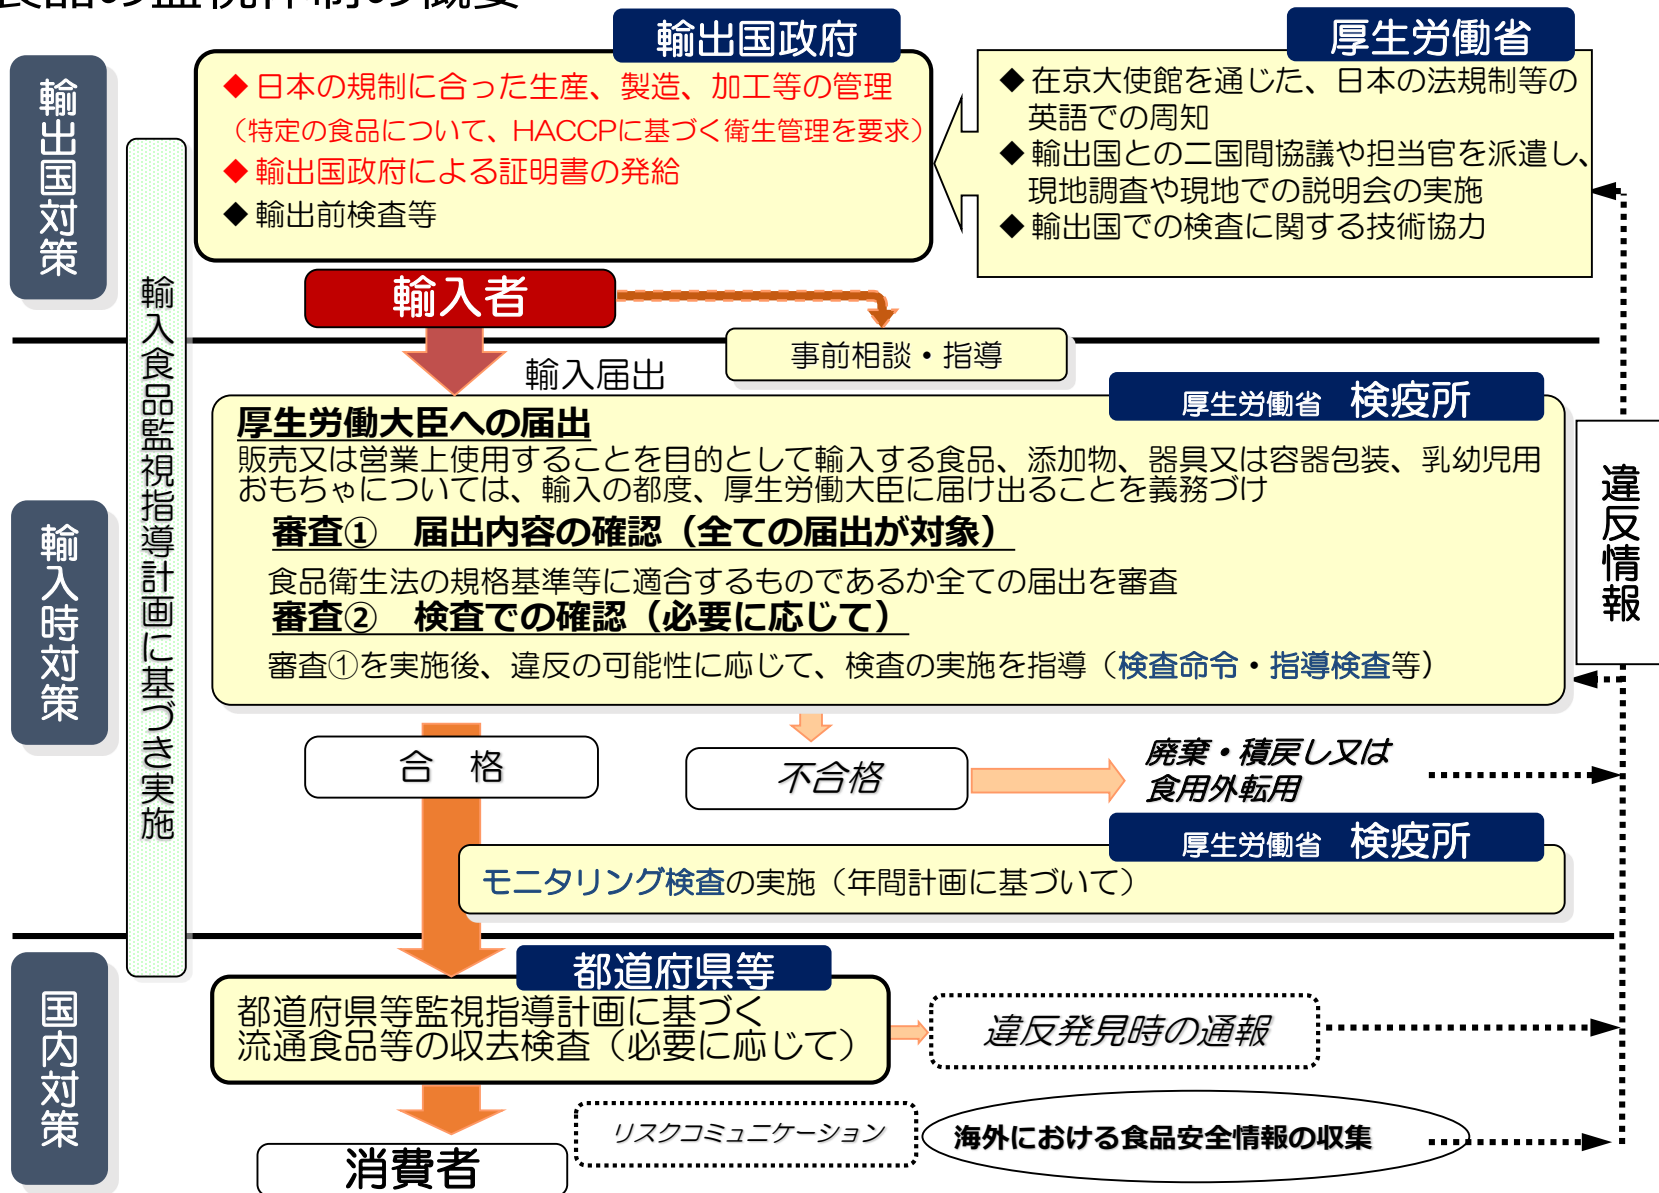 食品の監視体制の概要
輸出国対策
輸出国政府
◆日本の規制に合った生産、製造、加工等の管理
（特定の食品について、HACCPに基づく衛生管理を要求）
◆輸出国政府による証明書の発給
◆輸出前検査等
厚生労働省
◆在京大使館を通じた、日本の法規制等の
英語での周知
◆輸出国との二国間協議や担当官を派遣し、
現地調査や現地での説明会の実施
◆輸出国での検査に関する技術協力
輸入食品監視指導計画に基づき実施
輸入者
事前相談・指導
輸入届出
輸入時対策
厚生労働省　検疫所
厚生労働大臣への届出
販売又は営業上使用することを目的として輸入する食品、添加物、器具又は容器包装、乳幼児用
おもちゃについては、輸入の都度、厚生労働大臣に届け出ることを義務づけ
審査①　届出内容の確認（全ての届出が対象）
食品衛生法の規格基準等に適合するものであるか全ての届出を審査
審査②　検査での確認（必要に応じて）
審査①を実施後、違反の可能性に応じて、検査の実施を指導（検査命令・指導検査等）
違反情報
合　格
不合格
廃棄・積戻し又は
食用外転用
厚生労働省　検疫所
モニタリング検査の実施（年間計画に基づいて）
国内対策
都道府県等
都道府県等監視指導計画に基づく
流通食品等の収去検査（必要に応じて）
違反発見時の通報
リスクコミュニケーション
海外における食品安全情報の収集
消費者